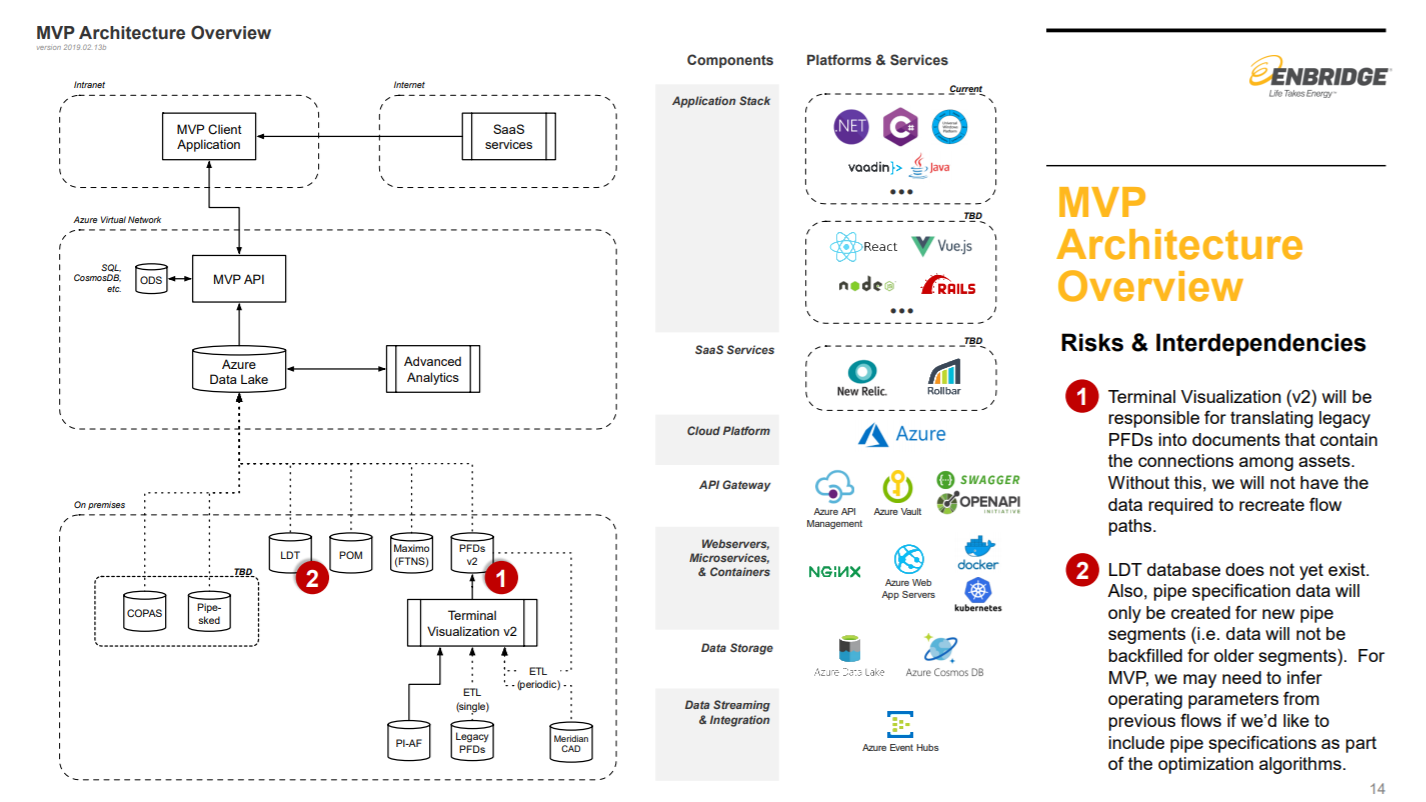 MVP Architecture Overview
version 2019.02.13b
Intranet
Internet
MVP Client
Application
SaaS
services
Azure Virtual Network
SQL,
CosmosDB,
etc.
ODS
MVP API
Azure
Data Lake
Advanced
Analytics
On premises
LDT
2
POM
Maximo
(FTNS)
PFDs
v2
1
TBD
COPAS
Pipe-
sked
Terminal
Visualization v2
ETL
(periodic)
ETL
(single)
PI-AF
Legacy
PFDs
Meridian
CAD
Components
Platforms & Services
Application Stack
Current
.NET
C#
Universal
Windows
Platform
vaadin}>
Java
•••
TBD
React
Vue.js
node
JS
RAILS
•••
SaaS Services
TBD
New Relic.
Rollbar
Cloud Platform
Azure
API Gateway
Azure API
Management
Azure Vault
SWAGGER
OPENAPI
INITIATIVE
Webservers,
Microservices,
& Containers
NGINX
Azure Web
App Servers
docker
kubernetes
Data Storage
Azure Data Lake
Azure Cosmos DB
Data Streaming
& Integration
Azure Event Hubs
ENBRIDGE
Life Takes Energy™
MVP
Architecture
Overview
Risks & Interdependencies
1
Terminal Visualization (v2) will be
responsible for translating legacy
PFDs into documents that contain
the connections among assets.
Without this, we will not have the
data required to recreate flow
paths.
2
LDT database does not yet exist.
Also, pipe specification data will
only be created for new pipe
segments (i.e. data will not be
backfilled for older segments).  For
MVP, we may need to infer
operating parameters from
previous flows if we’d like to
include pipe specifications as part
of the optimization algorithms.
14